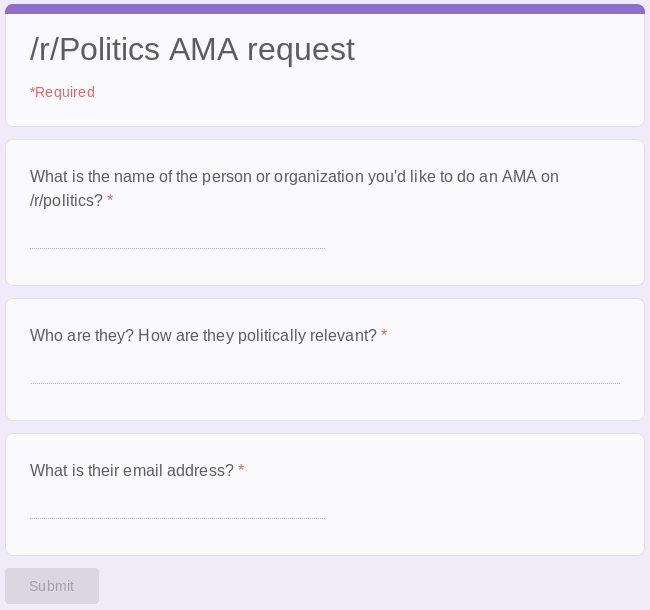 /r/Politics AMA request
*Required
What is the name of the person or organization you'd like to do an AMA on
/r/politics? *
Who are they? How are they politically relevant? *
What is their email address? *
Submit